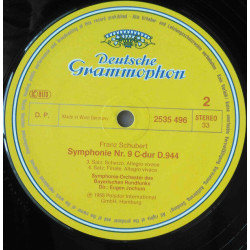 Deutsche
Grammophon
D. P.
Made in West Germany
2535 496
2
STEREO
33
Franz Schubert
Symphonie Nr. 9 C-dur D.944
3. Satz: Scherzo. Allegro vivace
4. Satz: Finale. Allegro vivace
Symphonie-Orchester des
Bayerischen Rundfunks
Dir.: Eugen Jochum
Polydor International
GmbH, Hamburg